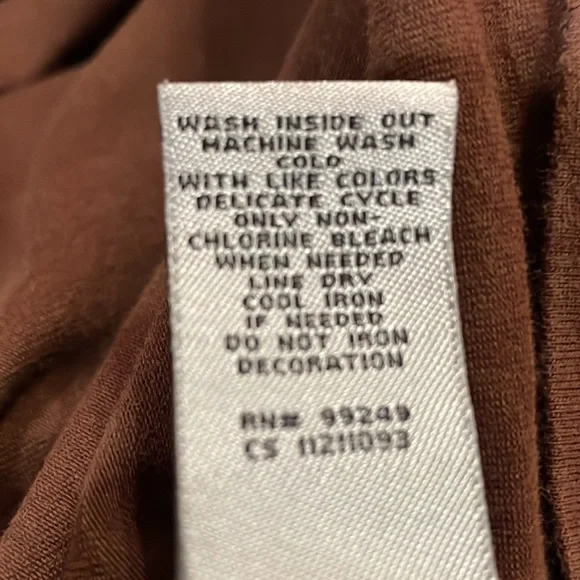 WASH INSIDE OUT
MACHINE WASH
COLD
WITH LIKE COLORS
DELICATE CYCLE
ONLY NON-
CHLORINE BLEACH
WHEN NEEDED
LINE DRY
COOL IRON
IF NEEDED
DO NOT IRON
DECORATION
RN# 99249
CS 11211093